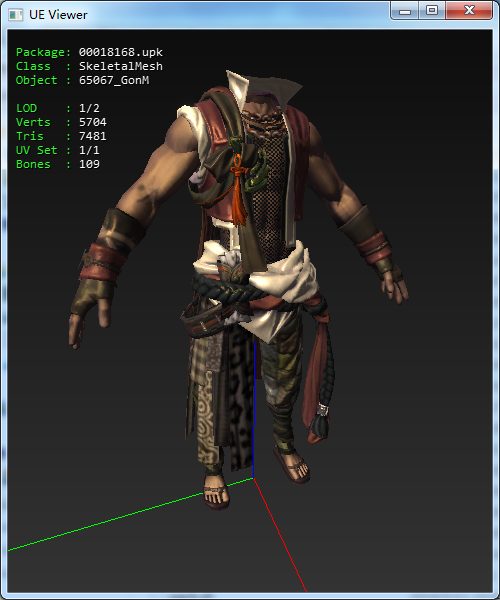 UE Viewer
Package: 00018168.upk
Class  : SkeletalMesh
Object : 65067_GonM
LOD    : 1/2
Verts  : 5704
Tris   : 7481
UV Set : 1/1
Bones  : 109